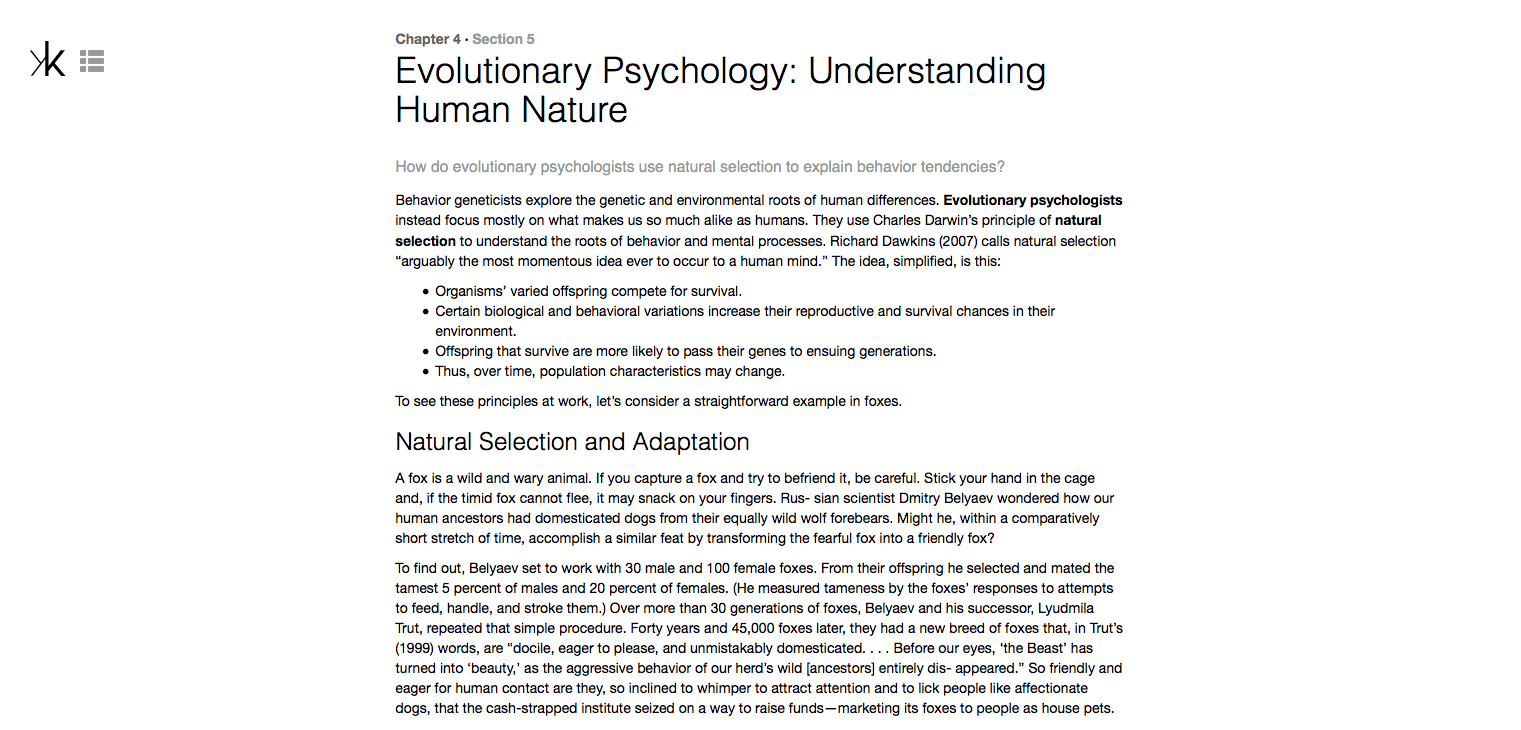 Chapter 4 · Section 5
Evolutionary Psychology: Understanding
Human Nature
How do evolutionary psychologists use natural selection to explain behavior tendencies?
Behavior geneticists explore the genetic and environmental roots of human differences. Evolutionary psychologists
instead focus mostly on what makes us so much alike as humans. They use Charles Darwin’s principle of natural
selection to understand the roots of behavior and mental processes. Richard Dawkins (2007) calls natural selection
“arguably the most momentous idea ever to occur to a human mind.” The idea, simplified, is this:
• Organisms’ varied offspring compete for survival.
• Certain biological and behavioral variations increase their reproductive and survival chances in their
environment.
• Offspring that survive are more likely to pass their genes to ensuing generations.
• Thus, over time, population characteristics may change.
To see these principles at work, let’s consider a straightforward example in foxes.
Natural Selection and Adaptation
A fox is a wild and wary animal. If you capture a fox and try to befriend it, be careful. Stick your hand in the cage
and, if the timid fox cannot flee, it may snack on your fingers. Rus- sian scientist Dmitry Belyaev wondered how our
human ancestors had domesticated dogs from their equally wild wolf forebears. Might he, within a comparatively
short stretch of time, accomplish a similar feat by transforming the fearful fox into a friendly fox?
To find out, Belyaev set to work with 30 male and 100 female foxes. From their offspring he selected and mated the
tamest 5 percent of males and 20 percent of females. (He measured tameness by the foxes’ responses to attempts
to feed, handle, and stroke them.) Over more than 30 generations of foxes, Belyaev and his successor, Lyudmila
Trut, repeated that simple procedure. Forty years and 45,000 foxes later, they had a new breed of foxes that, in Trut’s
(1999) words, are “docile, eager to please, and unmistakably domesticated. . . . Before our eyes, ‘the Beast’ has
turned into ‘beauty,’ as the aggressive behavior of our herd’s wild [ancestors] entirely dis- appeared.” So friendly and
eager for human contact are they, so inclined to whimper to attract attention and to lick people like affectionate
dogs, that the cash-strapped institute seized on a way to raise funds—marketing its foxes to people as house pets.